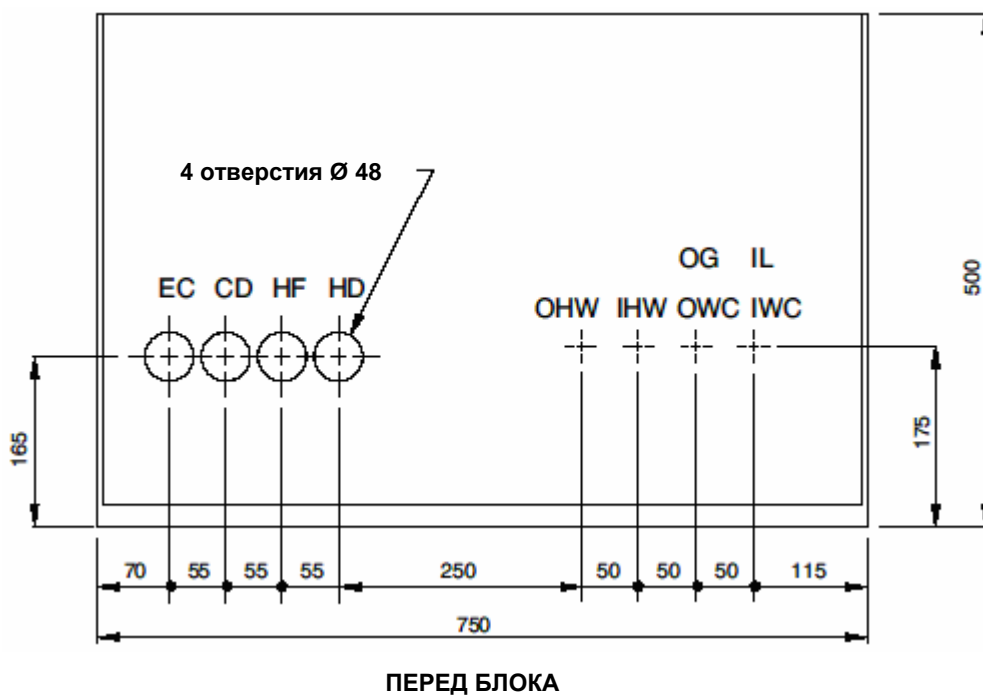 4 отверстия Ø 48
OG IL
EC CD HF HD
OHW IHW OWC IWC
500
165
175
70 55 55 55 250 50 50 50 115
750
ПЕРЕД БЛОКА